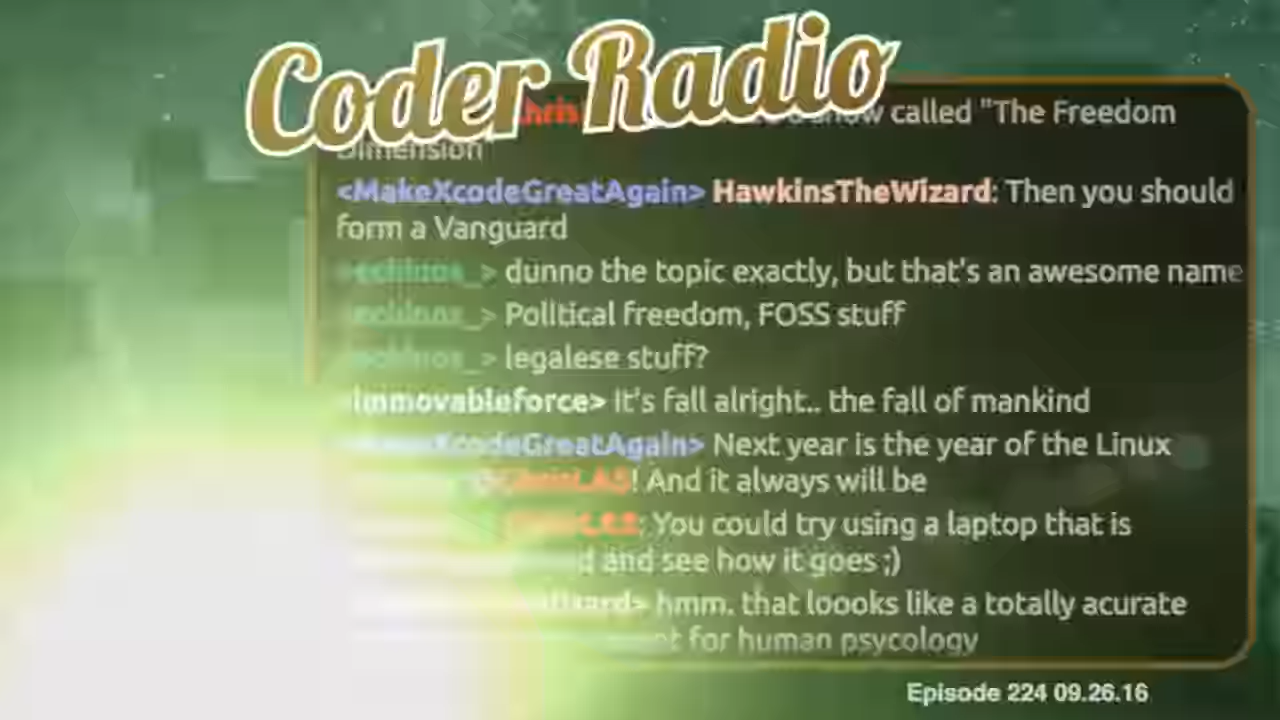 Coder Radio
show called "The Freedom
Dimension"
<MakeXcodeGreatAgain> HawkinsTheWizard: Then you should
form a Vanguard
dunno the topic exactly, but that's an awesome name
Political freedom, FOSS stuff
legalese stuff?
<immovableforce> It's fall alright.. the fall of mankind
<MakeXcodeGreatAgain> Next year is the year of the Linux
! And it always will be
: You could try using a laptop that is
and see how it goes ;)
hmm. that loooks like a totally acurate
for human psycology
Episode 224 09.26.16